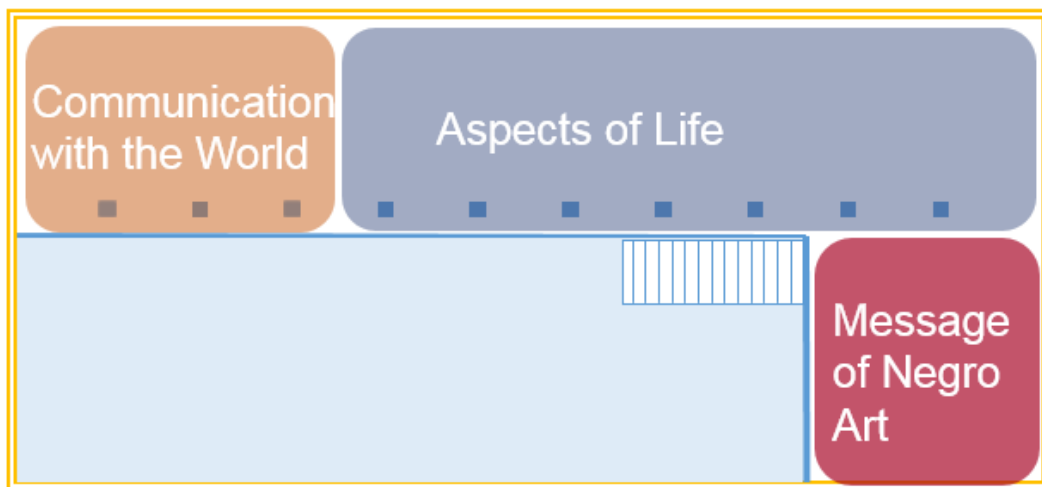 Communication
with the World
Aspects of Life
Message
of Negro
Art